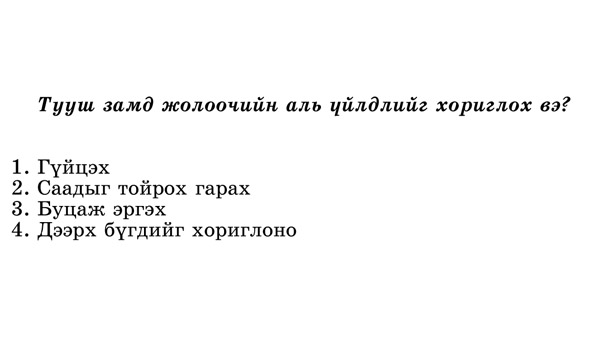 Тууш замд жолоочийн аль үйлдлийг хориглох вэ?
1. Гүйцэх
2. Саадыг тойрох гарах
3. Буцаж эргэх
4. Дээрх бүгдийг хориглоно